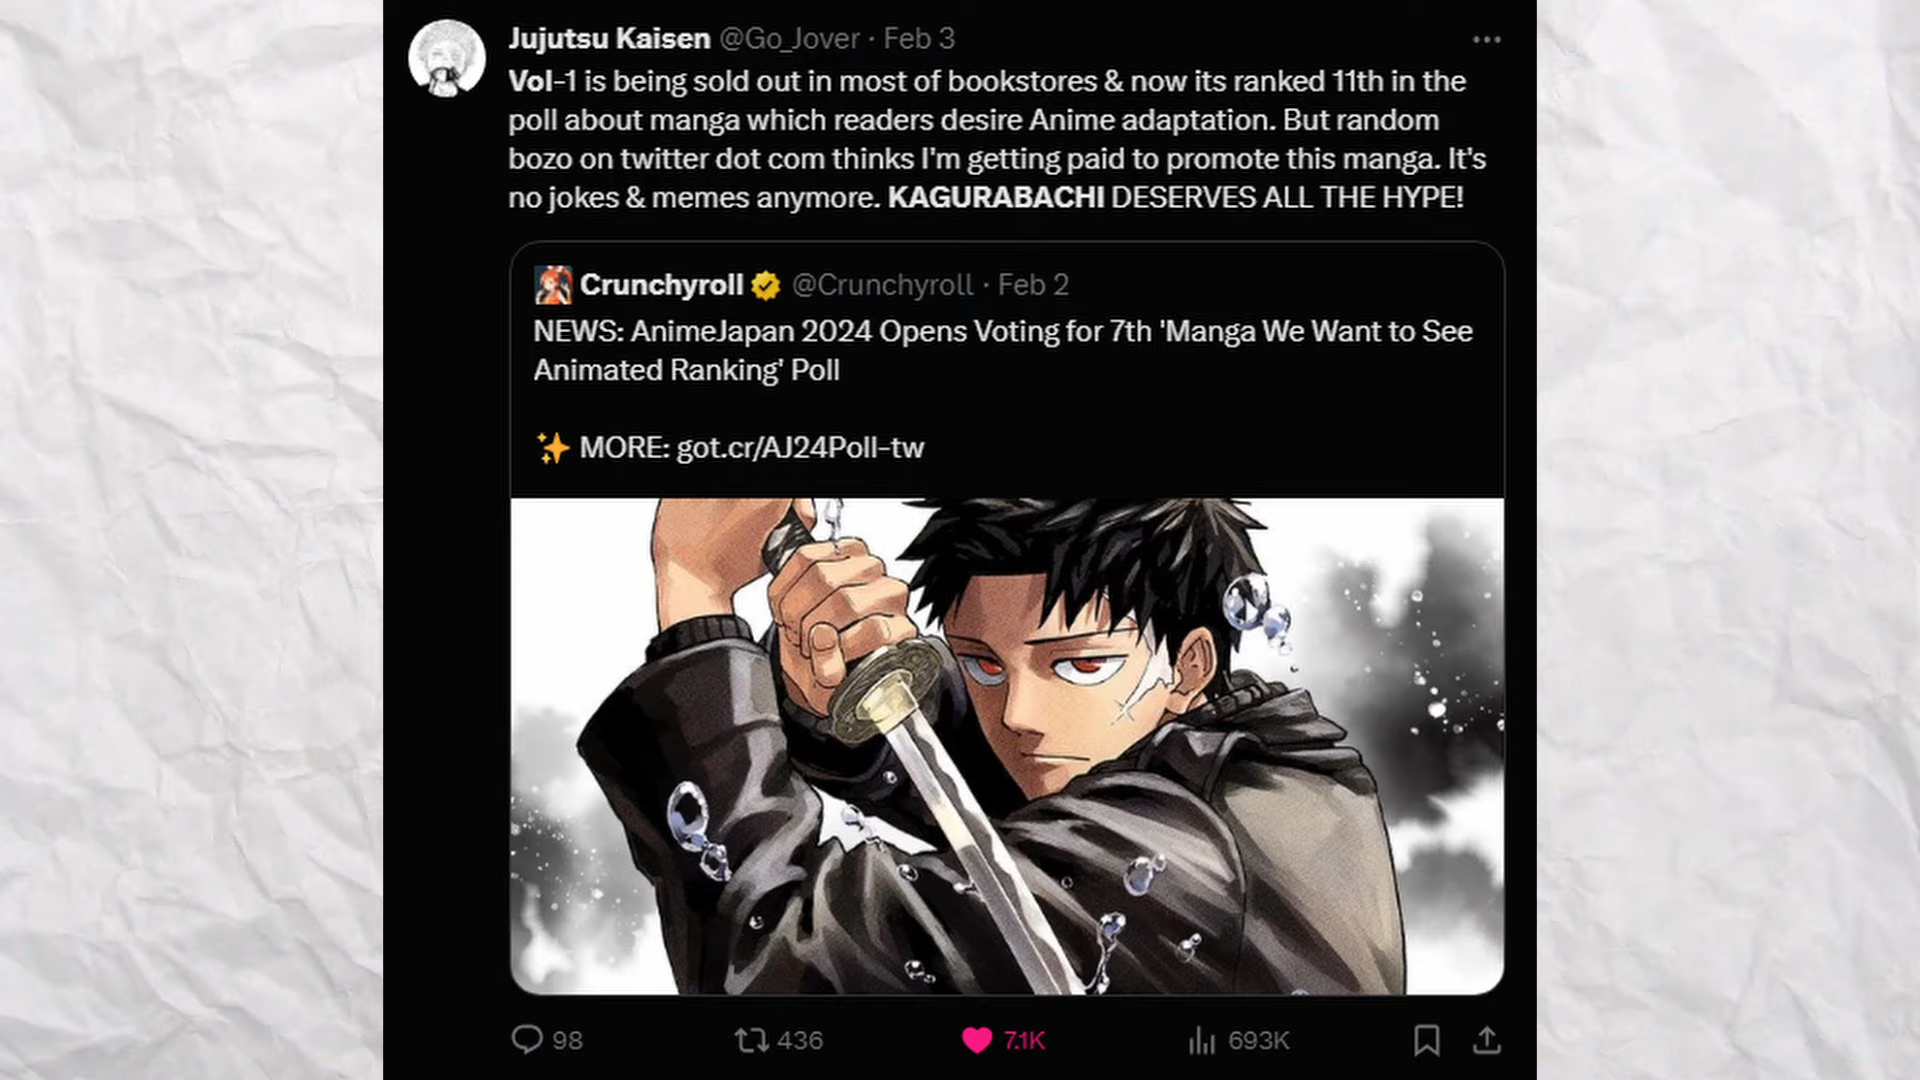 Jujutsu Kaisen @Go_Jover · Feb 3
Vol-1 is being sold out in most of bookstores & now its ranked 11th in the
poll about manga which readers desire Anime adaptation. But random
bozo on twitter dot com thinks I'm getting paid to promote this manga. It's
no jokes & memes anymore. KAGURABACHI DESERVES ALL THE HYPE!
Crunchyroll @Crunchyroll · Feb 2
NEWS: AnimeJapan 2024 Opens Voting for 7th 'Manga We Want to See
Animated Ranking' Poll
✨ MORE: got.cr/AJ24Poll-tw
98 436 7.1K 693K